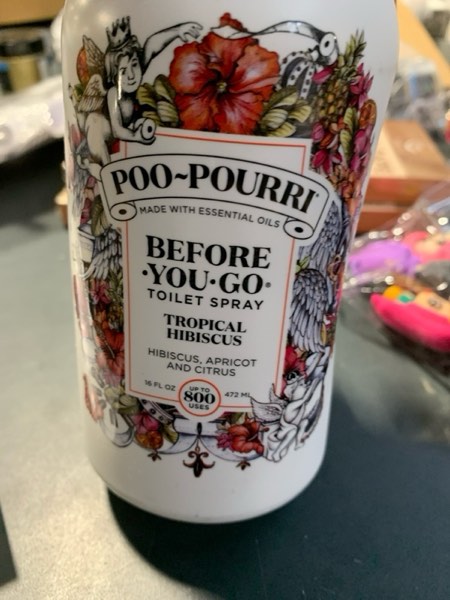 POO~POURRI
MADE WITH ESSENTIAL OILS
BEFORE
·YOU·GO®
TOILET SPRAY
TROPICAL
HIBISCUS
HIBISCUS, APRICOT
AND CITRUS
16 FL OZ UP TO 800 USES 472 ML